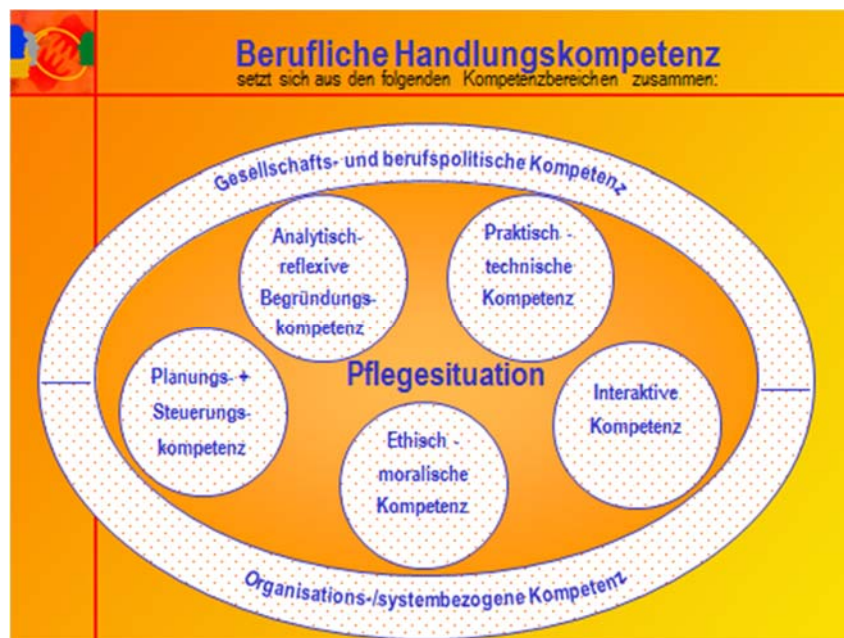 Berufliche Handlungskompetenz
setzt sich aus den folgenden Kompetenzbereichen zusammen:
Gesellschafts- und berufspolitische Kompetenz
Analytisch-
reflexive
Begründungs-
kompetenz
Praktisch -
technische
Kompetenz
Planungs- +
Steuerungs-
kompetenz
Pflegesituation
Interaktive
Kompetenz
Ethisch -
moralische
Kompetenz
Organisations-/systembezogene Kompetenz